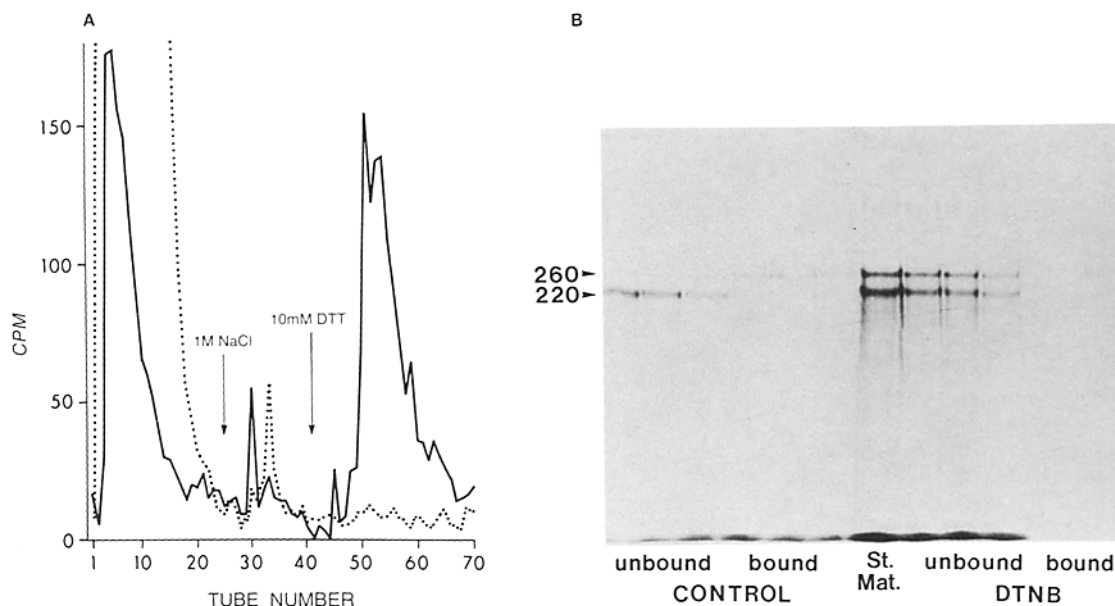 A
B
150
100
50
0
CPM
1M NaCl
10mM DTT
1 10 20 30 40 50 60 70
TUBE NUMBER
260
220
unbound bound St. Mat. unbound bound
CONTROL DTNB